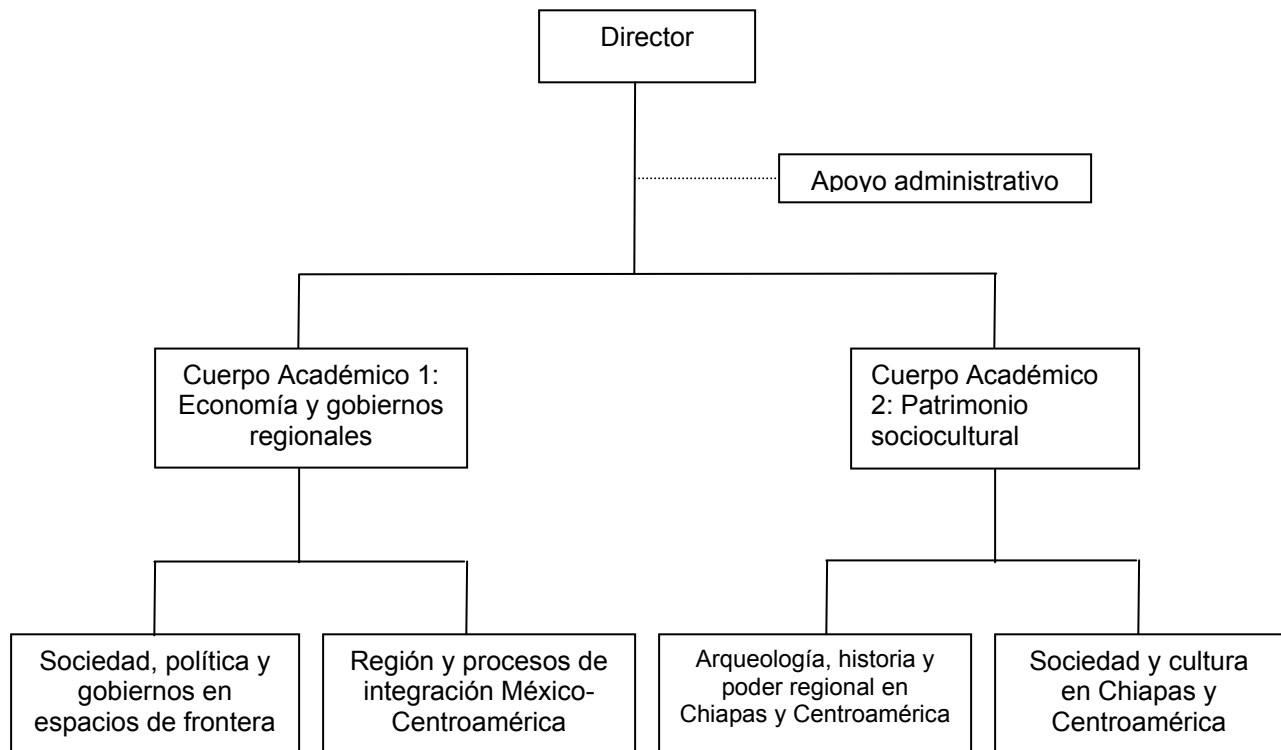 Director
Apoyo administrativo
Cuerpo Académico 1:
Economía y gobiernos
regionales
Cuerpo Académico
2: Patrimonio
sociocultural
Sociedad, política y
gobiernos en
espacios de frontera
Región y procesos de
integración México-
Centroamérica
Arqueología, historia y
poder regional en
Chiapas y Centroamérica
Sociedad y cultura
en Chiapas y
Centroamérica